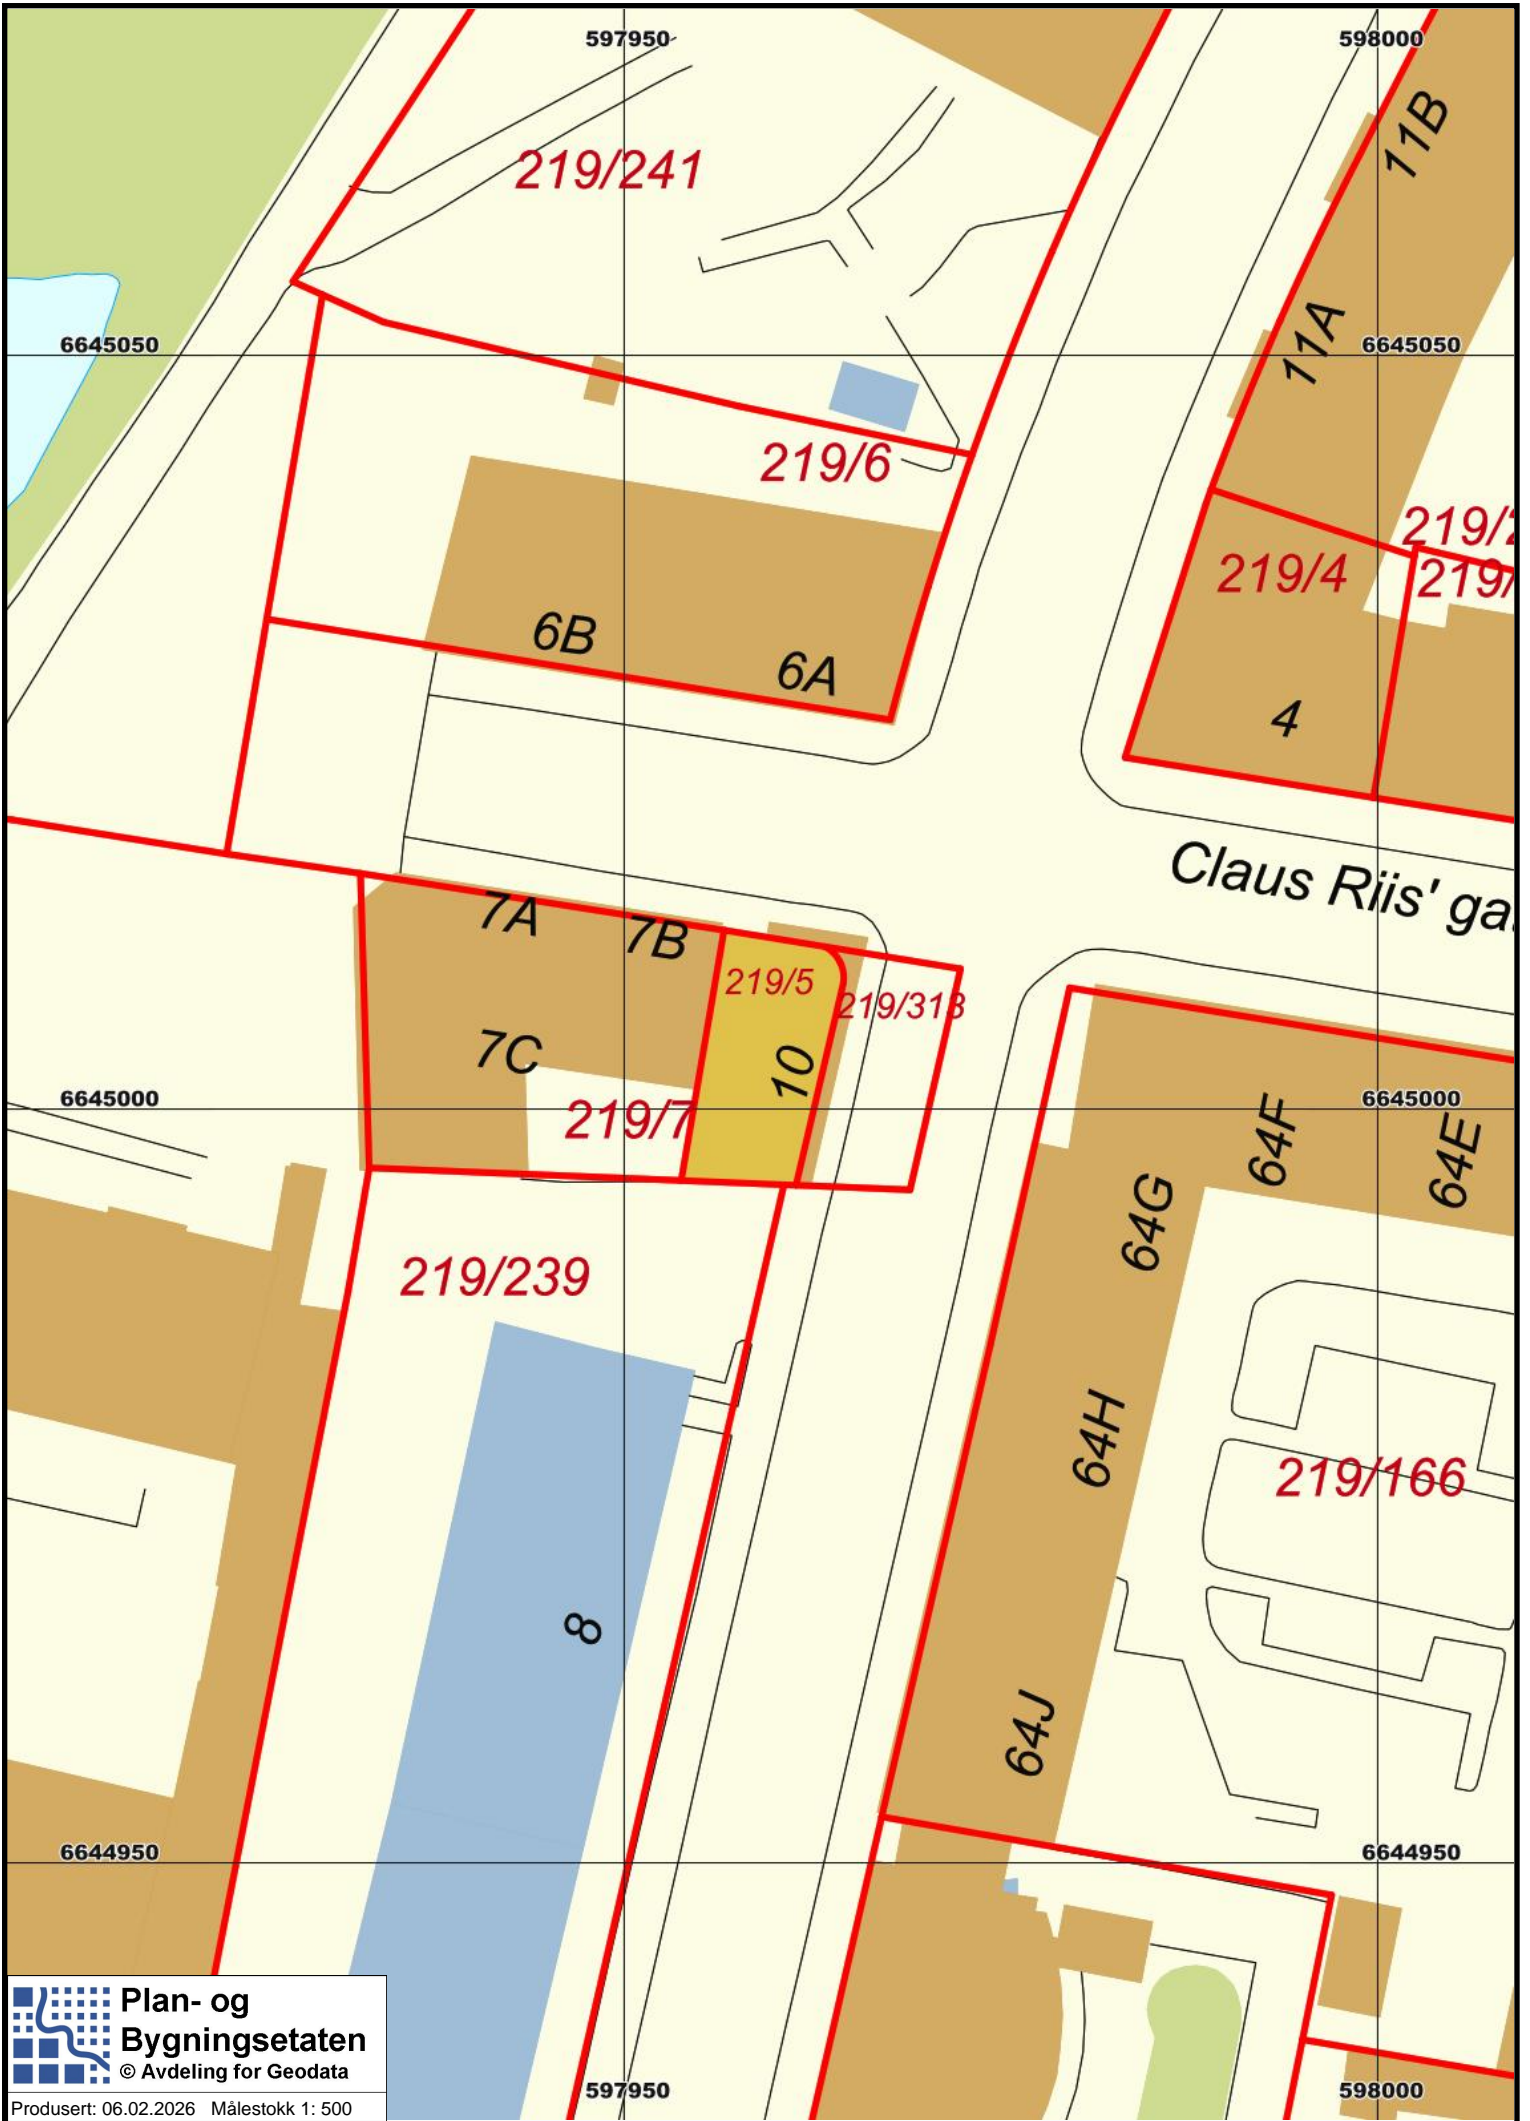 597950
598000
11B
219/241
11A
6645050
6645050
219/6
219/2
219/4
219/
6B
6A
4
Claus Riis' ga
7A
7B
219/5
219/313
7C
10
6645000
6645000
219/7
64F
64E
64G
219/239
64H
219/166
8
64J
6644950
6644950
Plan- og
Bygningsetaten
© Avdeling for Geodata
597950
598000
Produsert: 06.02.2026 Målestokk 1: 500